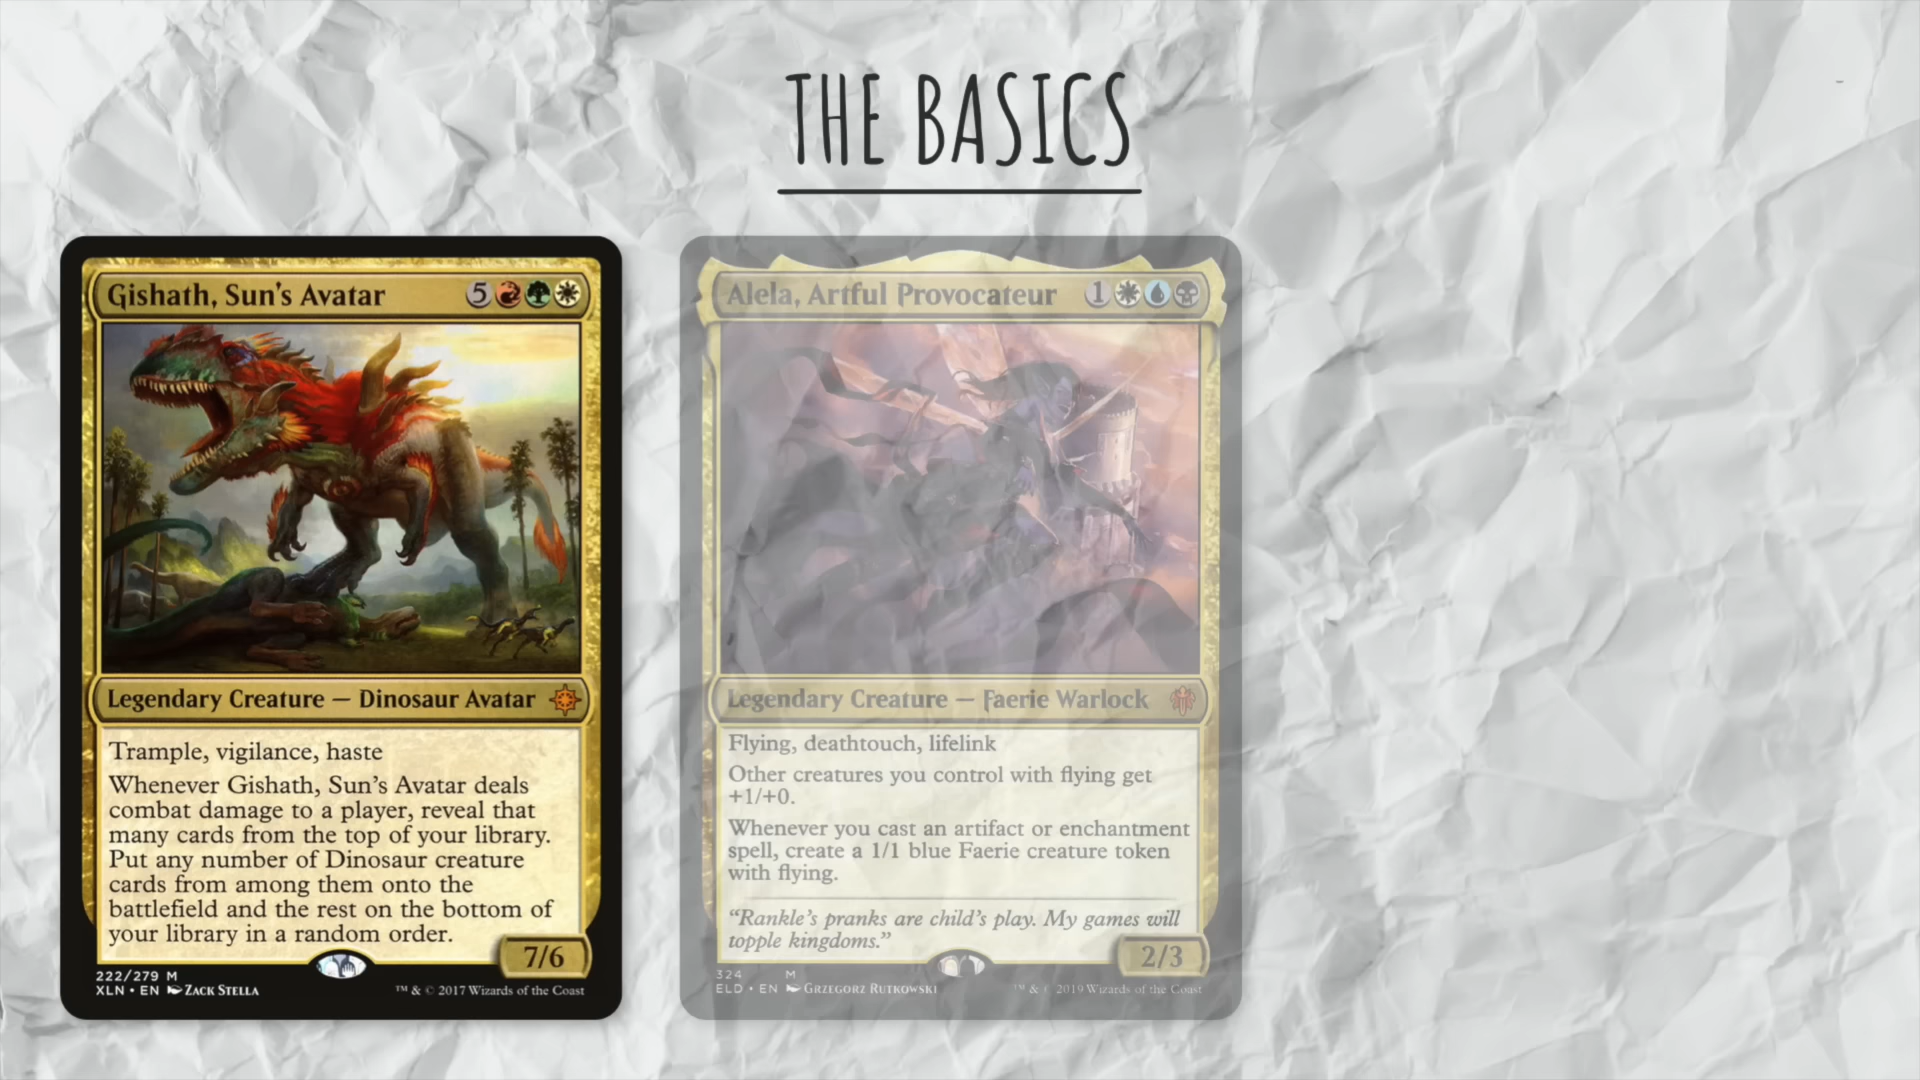 THE BASICS
Gishath, Sun's Avatar 5
Legendary Creature — Dinosaur Avatar
Trample, vigilance, haste
Whenever Gishath, Sun's Avatar deals
combat damage to a player, reveal that
many cards from the top of your library.
Put any number of Dinosaur creature
cards from among them onto the
battlefield and the rest on the bottom of
your library in a random order.
7/6
222/279 M
XLN • EN ZACK STELLA
™ & © 2017 Wizards of the Coast
Alela, Artful Provocateur 1
Legendary Creature — Faerie Warlock
Flying, deathtouch, lifelink
Other creatures you control with flying get
+1/+0.
Whenever you cast an artifact or enchantment
spell, create a 1/1 blue Faerie creature token
with flying.
“Rankle’s pranks are child’s play. My games will
topple kingdoms.”
2/3
324 M
ELD • EN GRZEGORZ RUTKOWSKI
™ & © 2019 Wizards of the Coast